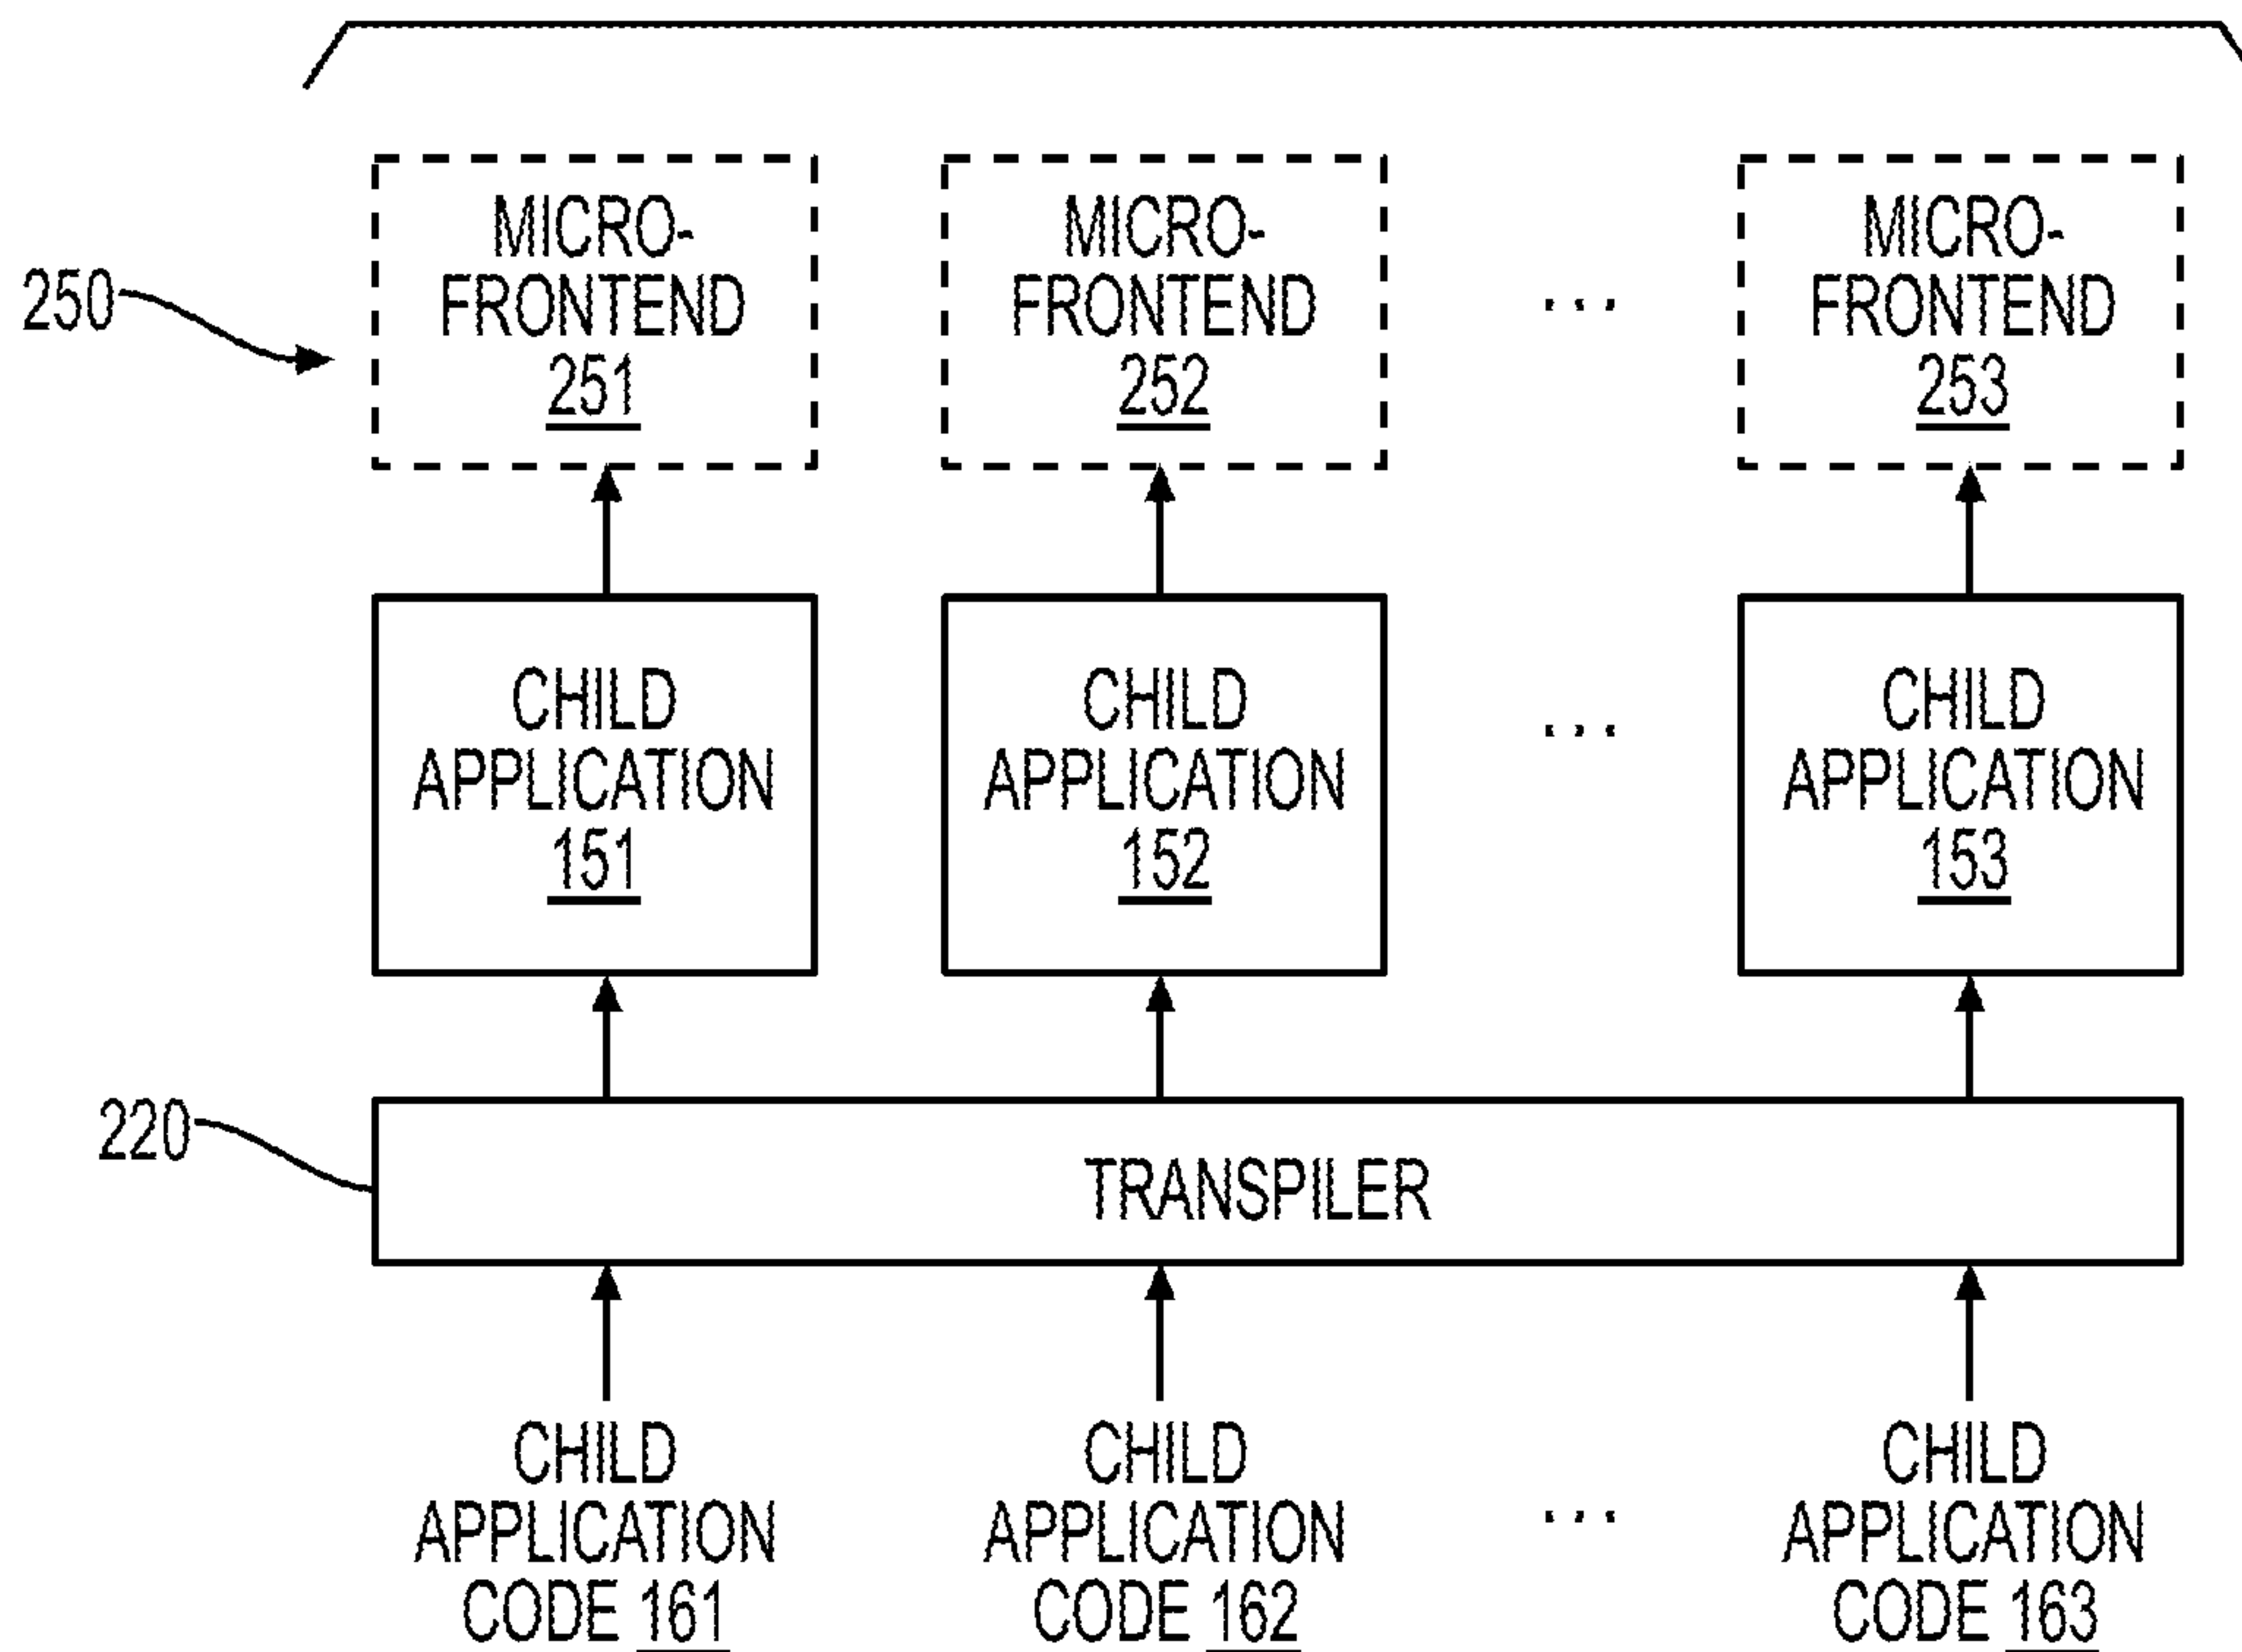 250
MICRO-
FRONTEND
251
MICRO-
FRONTEND
252
...
MICRO-
FRONTEND
253
CHILD
APPLICATION
151
CHILD
APPLICATION
152
...
CHILD
APPLICATION
153
220
TRANSPILER
CHILD
APPLICATION
CODE 161
CHILD
APPLICATION
CODE 162
...
CHILD
APPLICATION
CODE 163